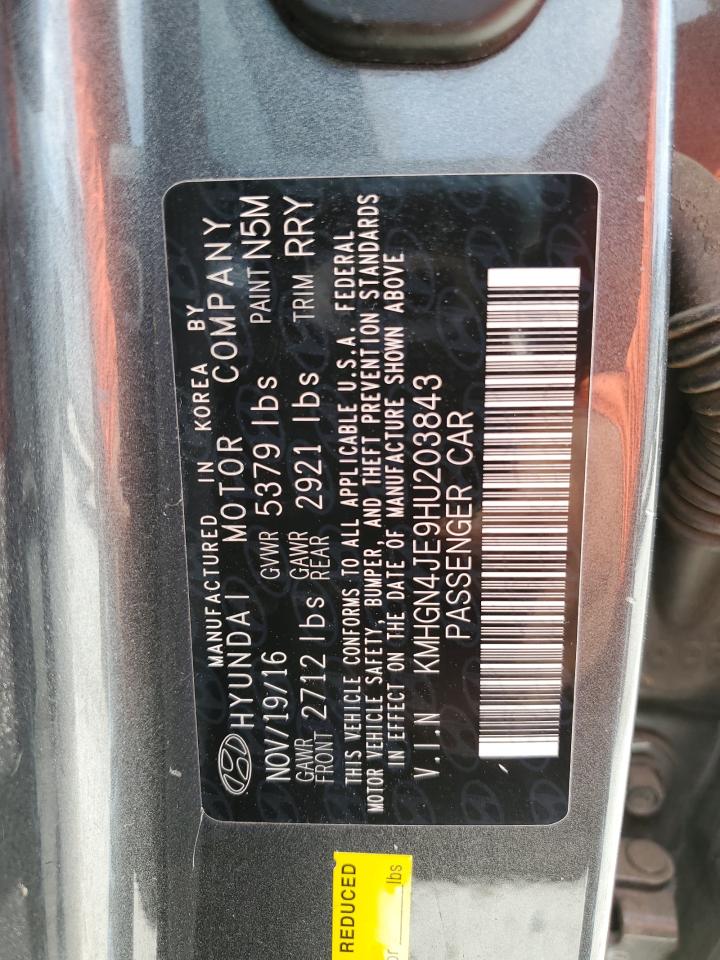 MANUFACTURED IN KOREA BY
HYUNDAI MOTOR COMPANY
NOV/19/16 GVWR 5379 lbs PAINT N5M
GAWR FRONT 2712 lbs GAWR REAR 2921 lbs TRIM RRY
THIS VEHICLE CONFORMS TO ALL APPLICABLE U.S.A. FEDERAL
MOTOR VEHICLE SAFETY, BUMPER, AND THEFT PREVENTION STANDARDS
IN EFFECT ON THE DATE OF MANUFACTURE SHOWN ABOVE
V.I.N KMHGN4JE9HU203843
PASSENGER CAR
REDUCED
lbs